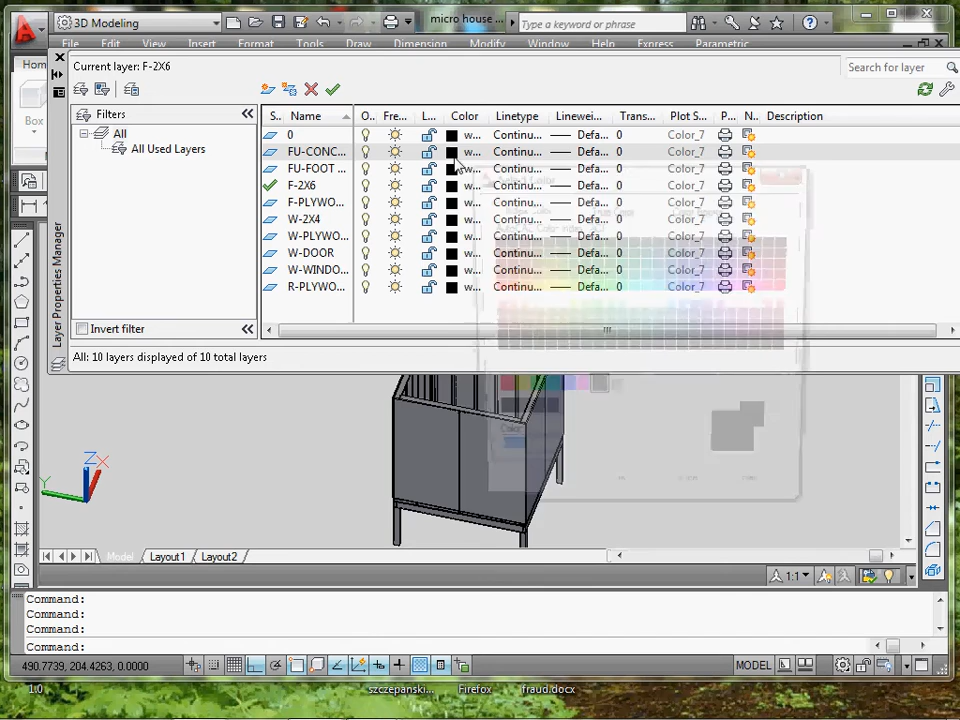 3D Modeling
micro house ...
Type a keyword or phrase
File Edit View Insert Format Tools Draw Dimension Modify Window Help Express Parametric
Hom
Current layer: F-2X6
Search for layer
Box
Filters
S.. Name O. Fre... L... Color Linetype Linewei... Trans... Plot S... P... N.. Description
All
All Used Layers
0 w... Continu... Defa... 0 Color_7
FU-CONC... w... Continu... Defa... 0 Color_7
FU-FOOT ... w... Continu... Defa... 0 Color_7
F-2X6 w... Continu... Defa... 0 Color_7
F-PLYWO... w... Continu... Defa... 0 Color_7
W-2X4 w... Continu... Defa... 0 Color_7
W-PLYWO... w... Continu... Defa... 0 Color_7
W-DOOR w... Continu... Defa... 0 Color_7
W-WINDO... w... Continu... Defa... 0 Color_7
R-PLYWO... w... Continu... Defa... 0 Color_7
Invert filter
All: 10 layers displayed of 10 total layers
Layer Properties Manager
Color:
Z X Y
Model Layout1 Layout2
1:1
Command:
Command:
Command:
Command:
490.7739, 204.4263, 0.0000
MODEL
1.0 szczepanski... Firefox fraud.docx